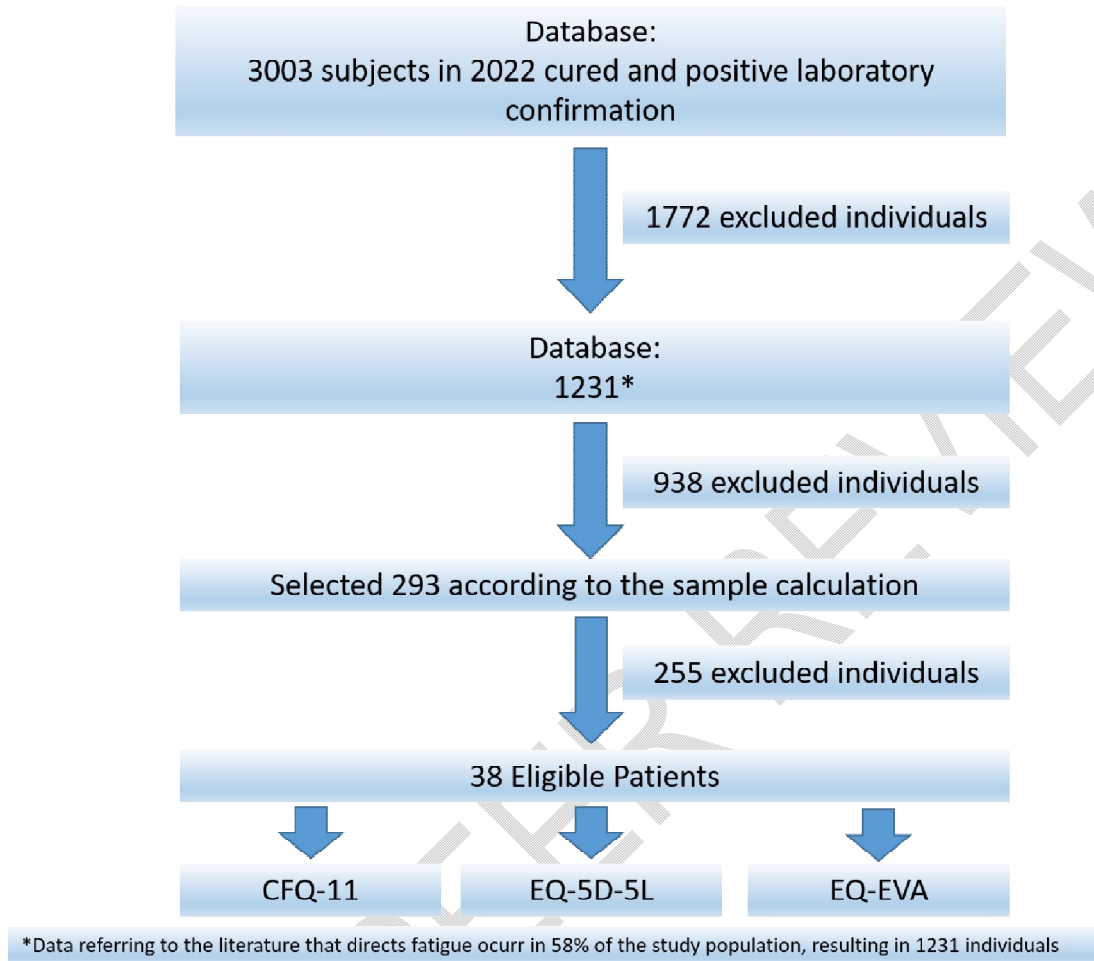 Database:
3003 subjects in 2022 cured and positive laboratory
confirmation
1772 excluded individuals
Database:
1231*
938 excluded individuals
Selected 293 according to the sample calculation
255 excluded individuals
38 Eligible Patients
CFQ-11
EQ-5D-5L
EQ-EVA
*Data referring to the literature that directs fatigue ocurr in 58% of the study population, resulting in 1231 individuals